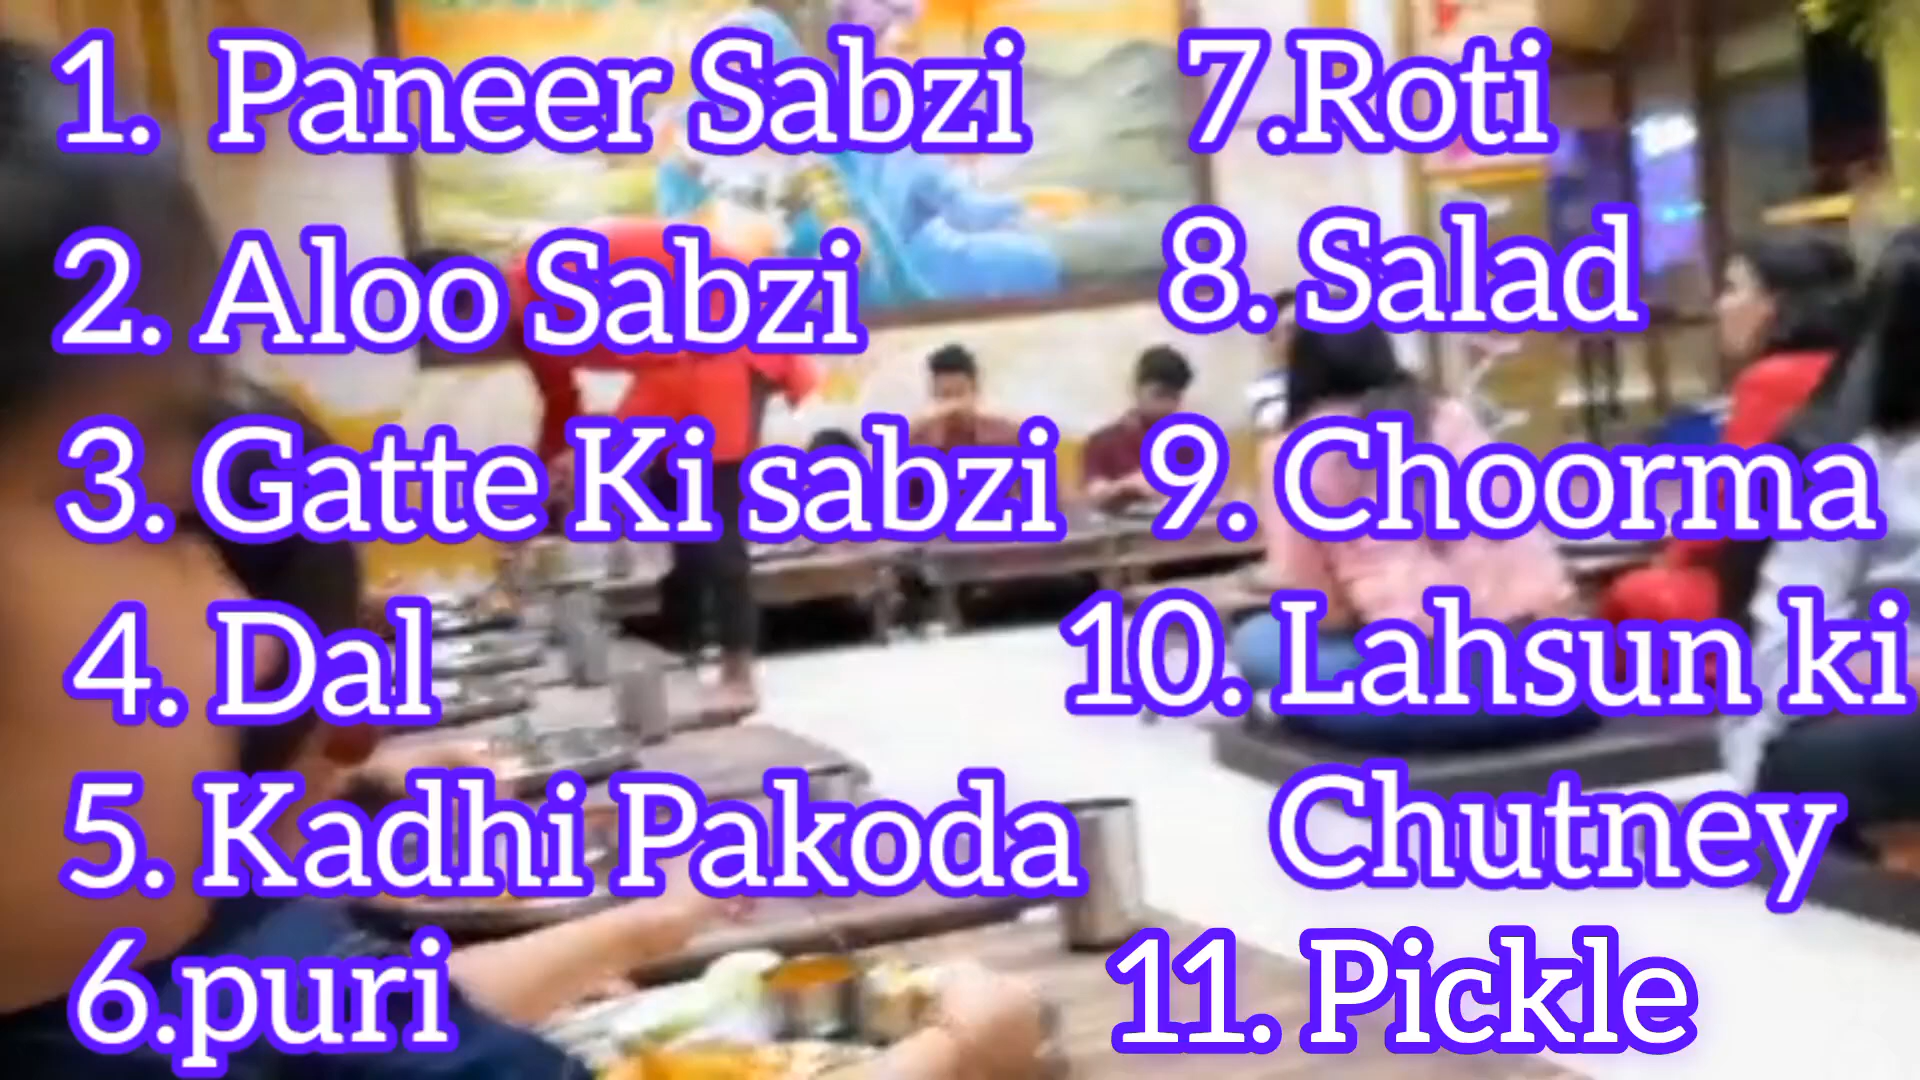 1. Paneer Sabzi
2. Aloo Sabzi
3. Gatte Ki sabzi
4. Dal
5. Kadhi Pakoda
6.puri
7.Roti
8. Salad
9. Choorma
10. Lahsun ki
Chutney
11. Pickle